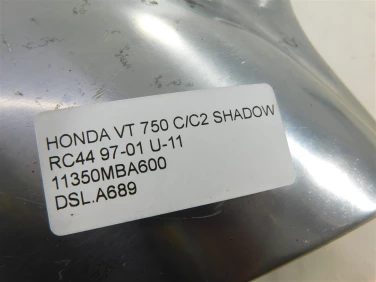 HONDA VT 750 C/C2 SHADOW
RC44 97-01 U-11
11350MBA600
DSL.A689